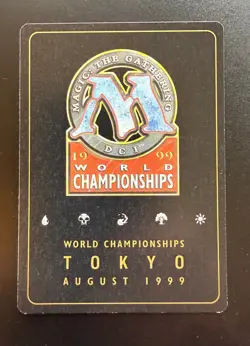 MAGIC: THE GATHERING
M
DCI
1999
WORLD
CHAMPIONSHIPS
WORLD CHAMPIONSHIPS
TOKYO
AUGUST 1999